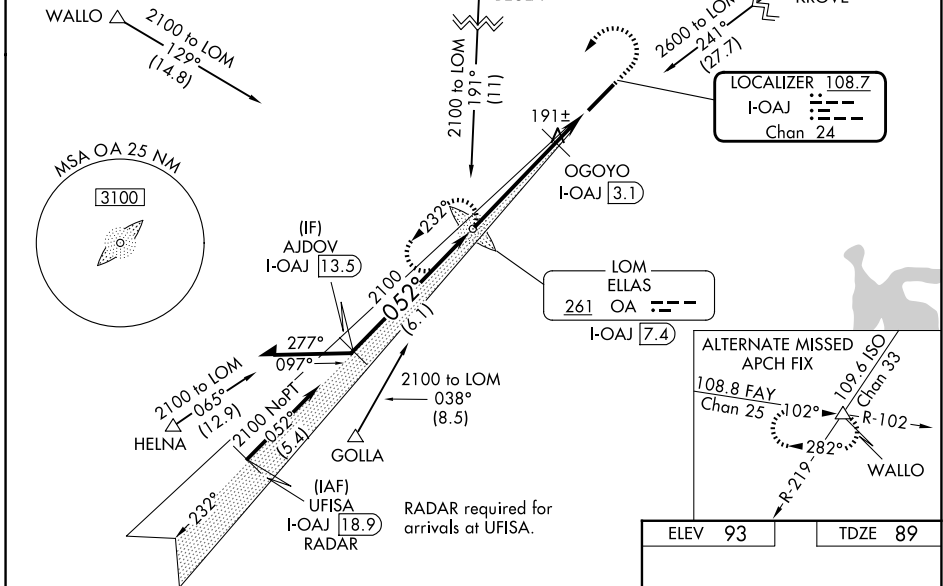 WALLO
2100 to LOM
129°
(14.8)
2100 to LOM
191°
(11)
2600 to LOM
241°
(27.7)
LOCALIZER 108.7
I-OAJ
Chan 24
191±
OGOYO
I-OAJ 3.1
MSA OA 25 NM
3100
232°
(IF)
AJDOV
I-OAJ 13.5
2100
052°
(6.1)
LOM
ELLAS
261 OA
I-OAJ 7.4
277°
097°
2100 to LOM
065°
(12.9)
HELNA
2100 NoPT
052°
(5.4)
2100 to LOM
038°
(8.5)
GOLLA
232°
(IAF)
UFISA
I-OAJ 18.9
RADAR
RADAR required for
arrivals at UFISA.
ALTERNATE MISSED
APCH FIX
109.6 ISO
Chan 33
108.8 FAY
Chan 25
102°
R-102
282°
WALLO
R-219
ELEV 93
TDZE 89